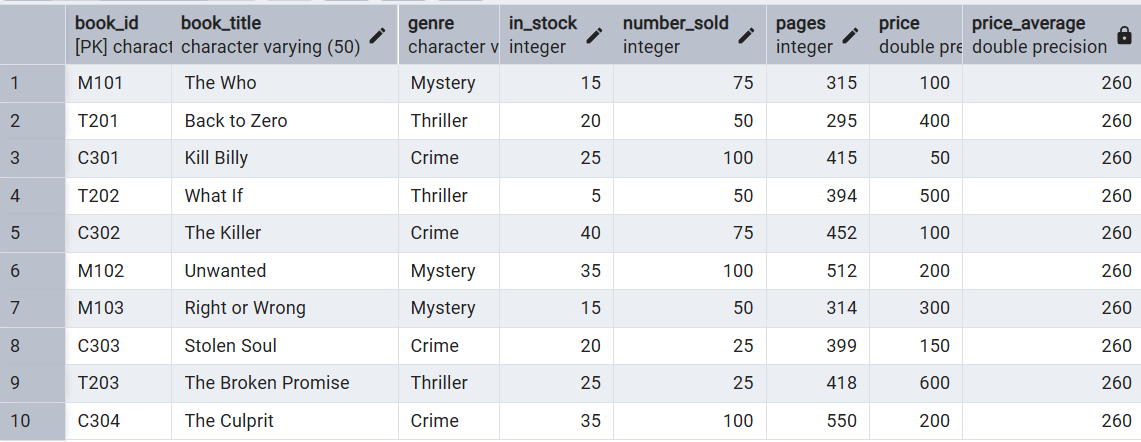 book_id book_title genre in_stock number_sold pages price price_average
[PK] charact character varying (50) character v integer integer integer double pre double precision
1 M101 The Who Mystery 15 75 315 100 260
2 T201 Back to Zero Thriller 20 50 295 400 260
3 C301 Kill Billy Crime 25 100 415 50 260
4 T202 What If Thriller 5 50 394 500 260
5 C302 The Killer Crime 40 75 452 100 260
6 M102 Unwanted Mystery 35 100 512 200 260
7 M103 Right or Wrong Mystery 15 50 314 300 260
8 C303 Stolen Soul Crime 20 25 399 150 260
9 T203 The Broken Promise Thriller 25 25 418 600 260
10 C304 The Culprit Crime 35 100 550 200 260